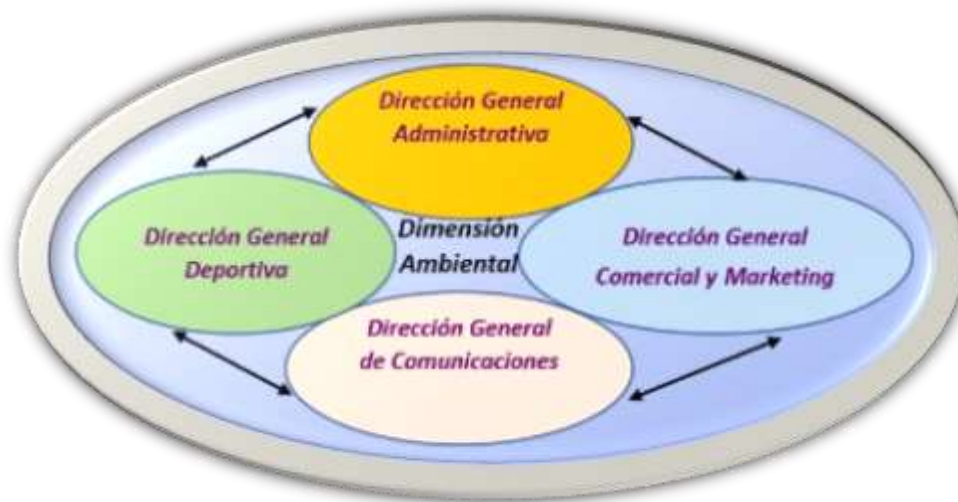 Dirección General
Administrativa
Dirección General
Deportiva
Dimensión
Ambiental
Dirección General
Comercial y Marketing
Dirección General
de Comunicaciones